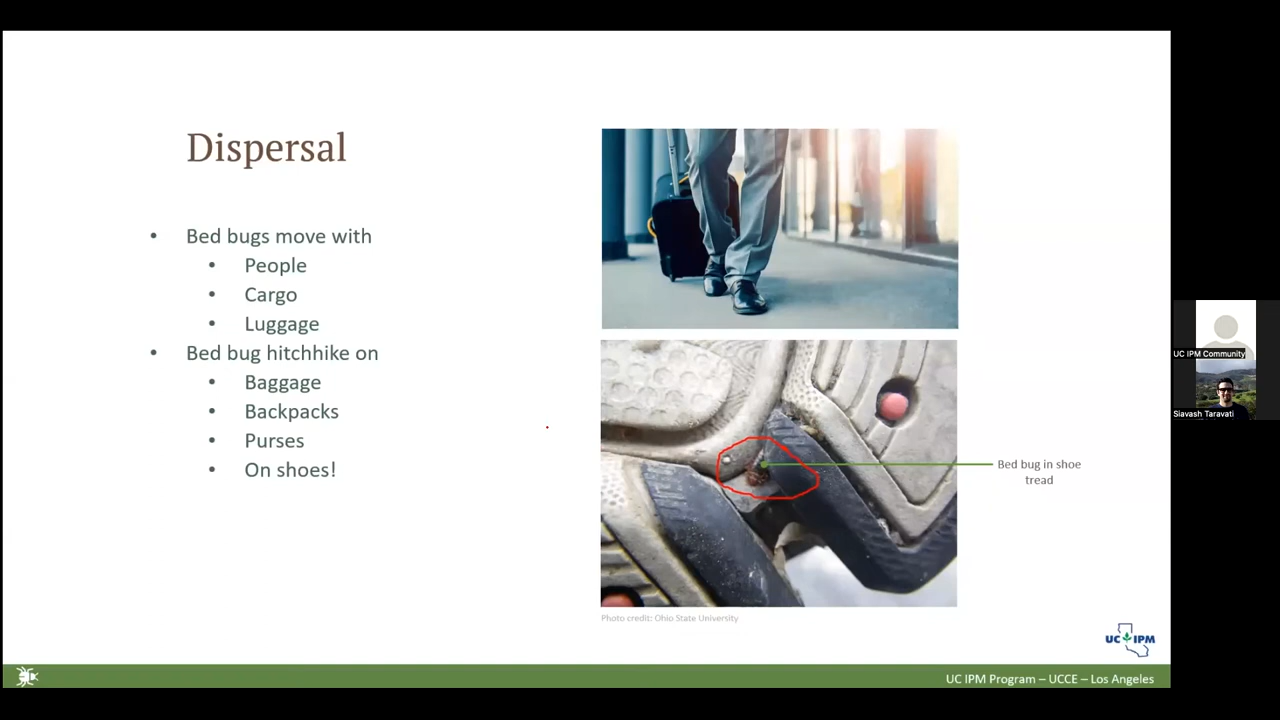 Dispersal
• Bed bugs move with
• People
• Cargo
• Luggage
• Bed bug hitchhike on
• Baggage
• Backpacks
• Purses
• On shoes!
Bed bug in shoe
tread
Photo credit: Ohio State University
UC IPM
UC IPM Program – UCCE – Los Angeles
UC IPM Community
Siavash Taravati